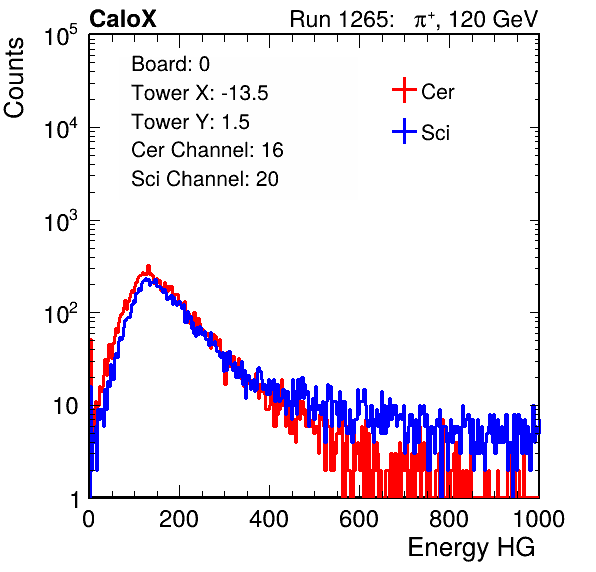 CaloX Run 1265: π⁺, 120 GeV
Counts
10⁵
10⁴
10³
10²
10
1
Board: 0
Tower X: -13.5
Tower Y: 1.5
Cer Channel: 16
Sci Channel: 20
Cer
Sci
0 200 400 600 800 1000
Energy HG